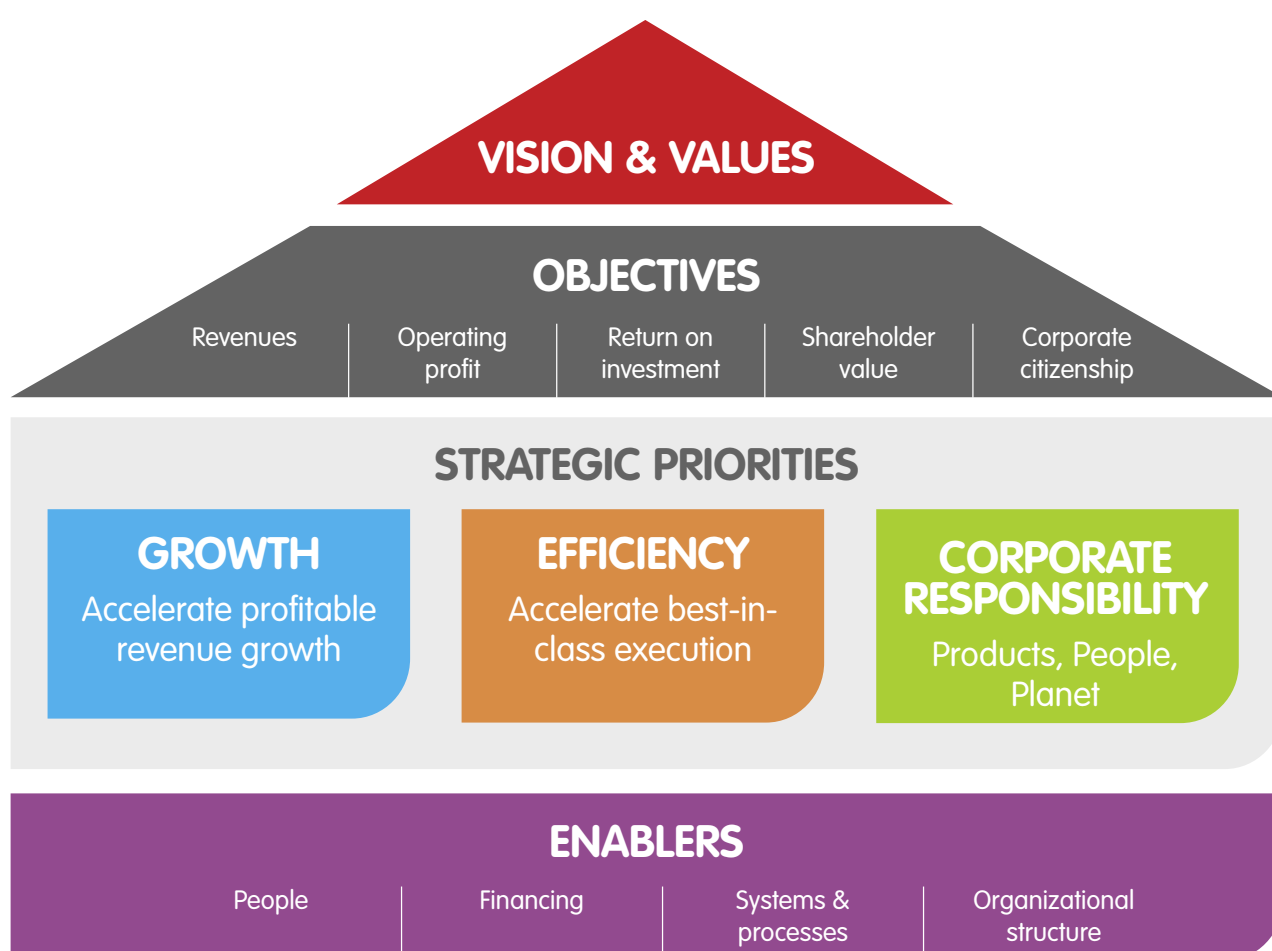 VISION & VALUES
OBJECTIVES
Revenues
Operating
profit
Return on
investment
Shareholder
value
Corporate
citizenship
STRATEGIC PRIORITIES
GROWTH
Accelerate profitable
revenue growth
EFFICIENCY
Accelerate best-in-
class execution
CORPORATE
RESPONSIBILITY
Products, People,
Planet
ENABLERS
People
Financing
Systems &
processes
Organizational
structure